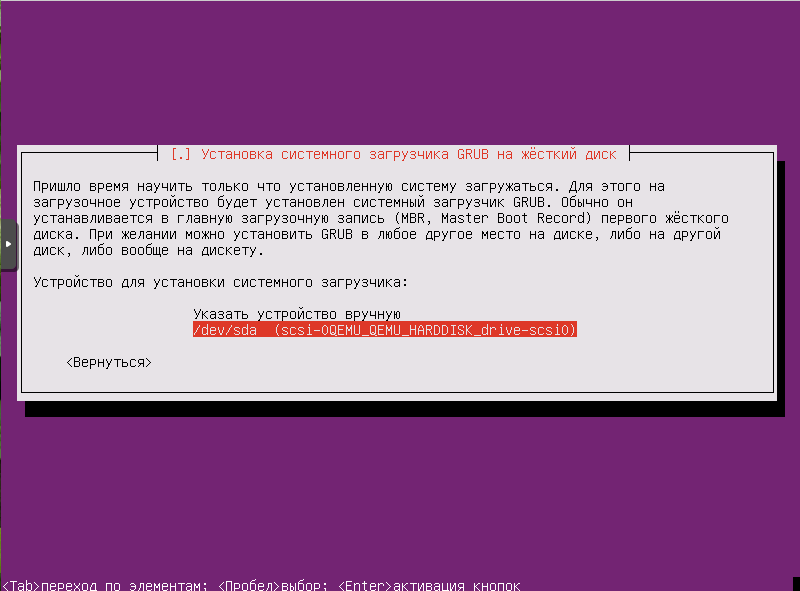 [.] Установка системного загрузчика GRUB на жёсткий диск
Пришло время научить только что установленную систему загружаться. Для этого на
загрузочное устройство будет установлен системный загрузчик GRUB. Обычно он
устанавливается в главную загрузочную запись (MBR, Master Boot Record) первого жёсткого
диска. При желании можно установить GRUB в любое другое место на диске, либо на другой
диск, либо вообще на дискету.
Устройство для установки системного загрузчика:
Указать устройство вручную
/dev/sda (scsi-0QEMU_QEMU_HARDDISK_drive-scsi0)
<Вернуться>
<Tab>переход по элементам; <Пробел>выбор; <Enter>активация кнопок